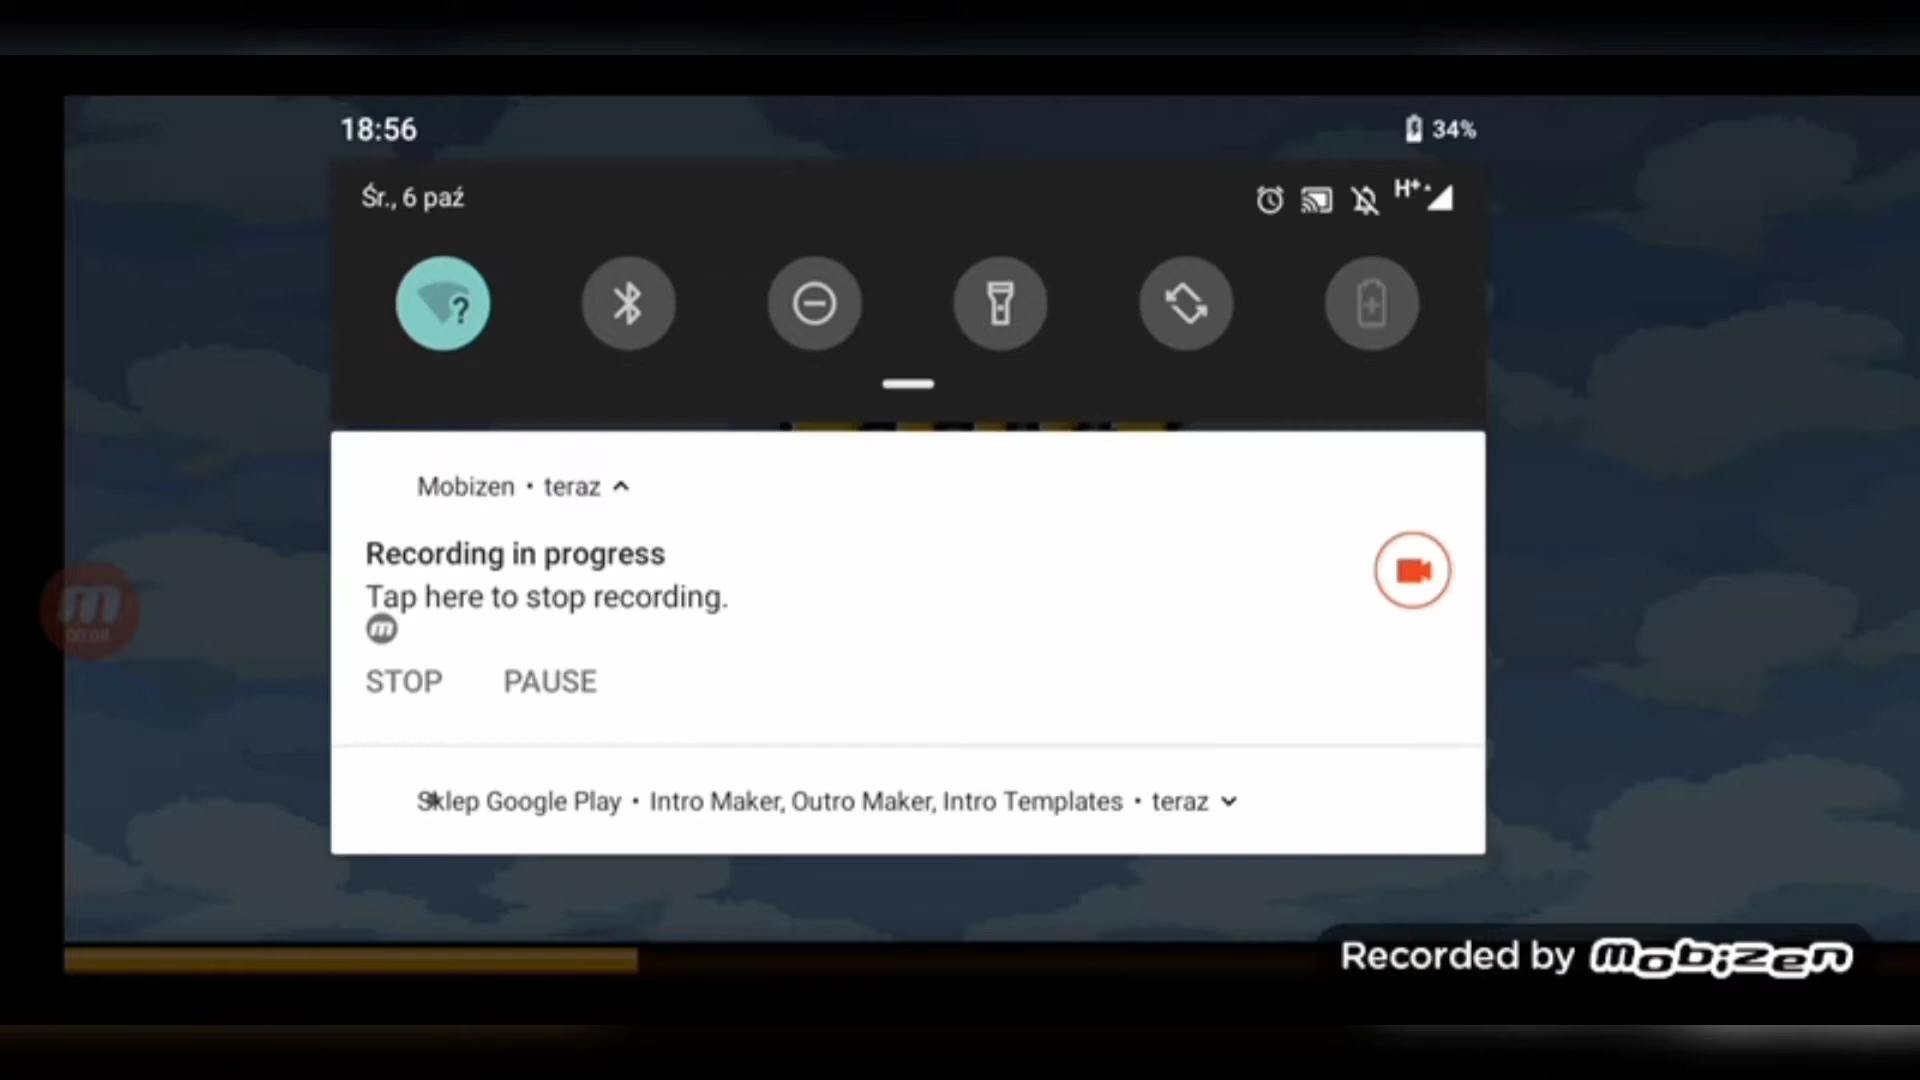 18:56
34%
Śr., 6 paź
H+
Mobizen • teraz
Recording in progress
Tap here to stop recording.
m
STOP PAUSE
m
Sklep Google Play • Intro Maker, Outro Maker, Intro Templates • teraz
Recorded by mobizen